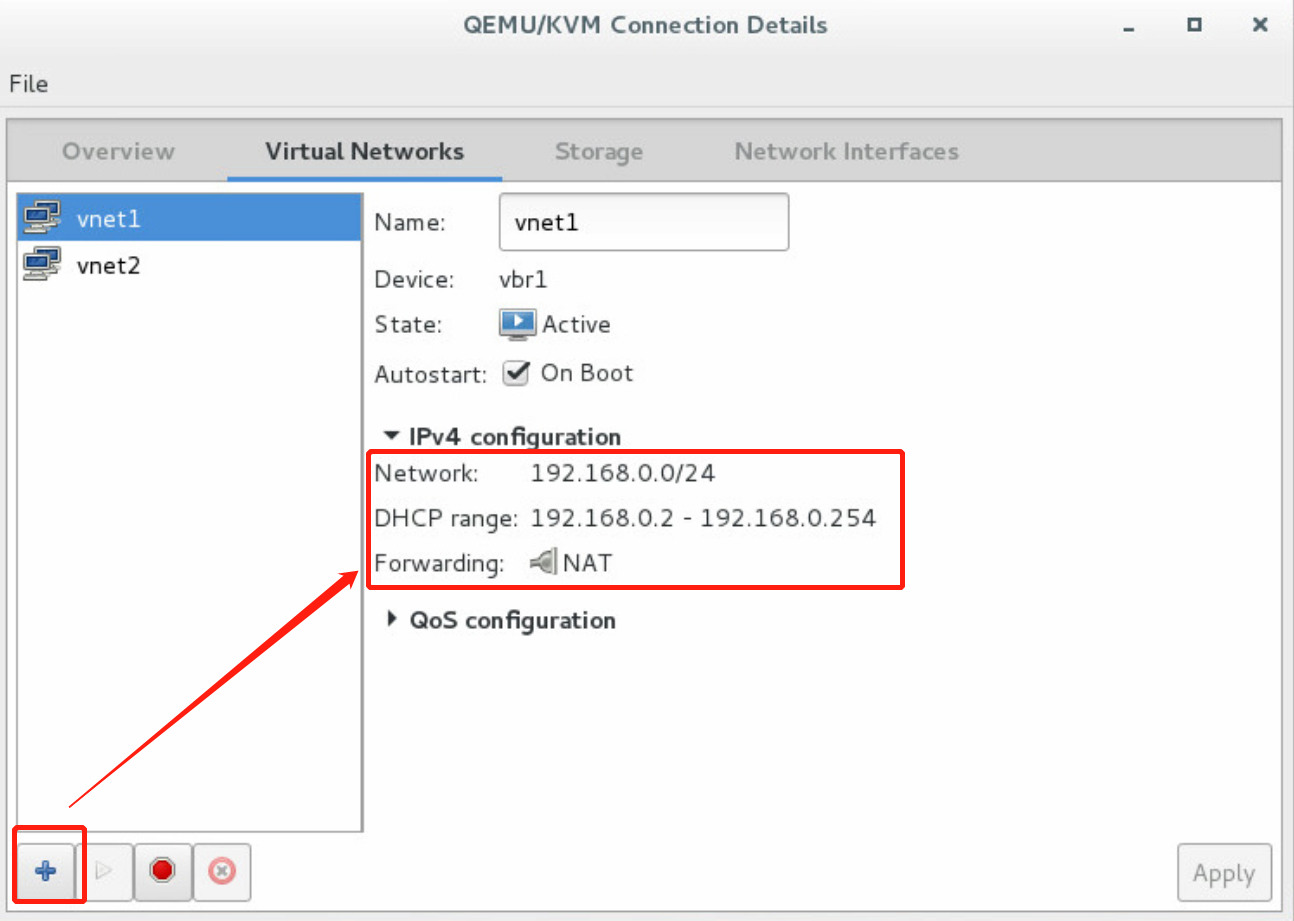 QEMU/KVM Connection Details
File
Overview Virtual Networks Storage Network Interfaces
vnet1
vnet2
Name: vnet1
Device: vbr1
State: Active
Autostart: On Boot
IPv4 configuration
Network: 192.168.0.0/24
DHCP range: 192.168.0.2 - 192.168.0.254
Forwarding: NAT
QoS configuration
Apply